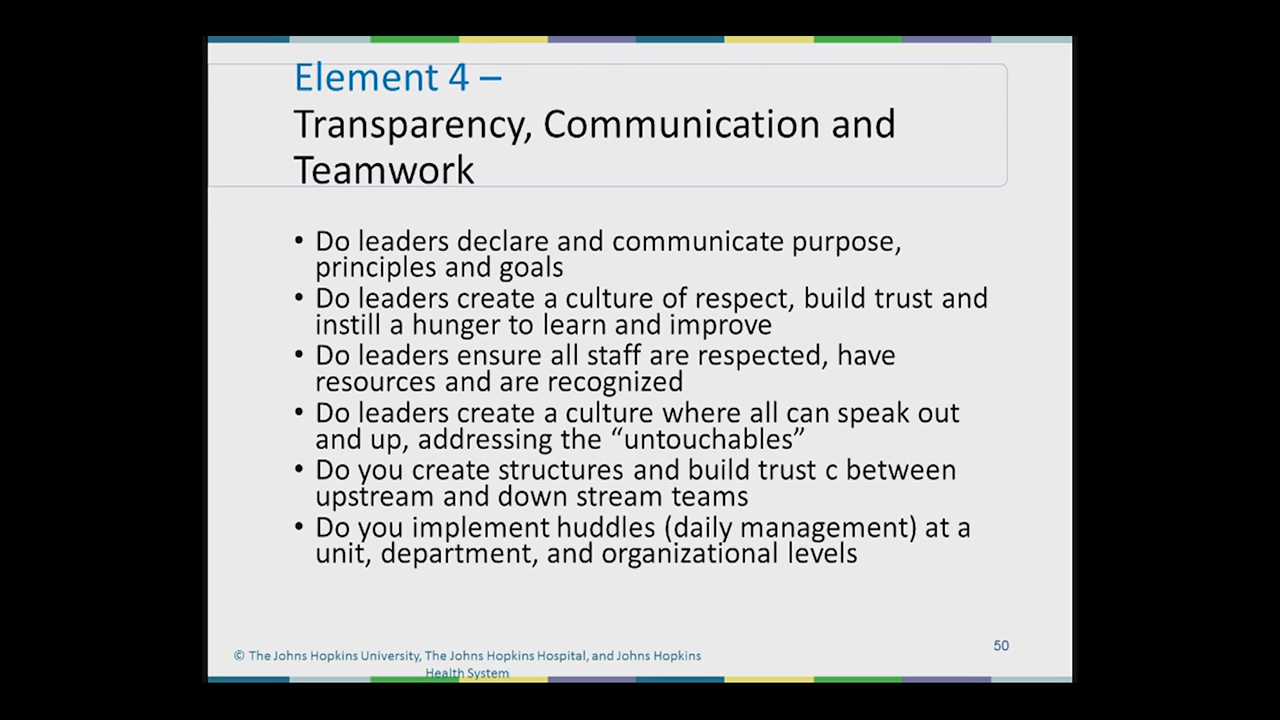 Element 4 –
Transparency, Communication and
Teamwork
• Do leaders declare and communicate purpose,
principles and goals
• Do leaders create a culture of respect, build trust and
instill a hunger to learn and improve
• Do leaders ensure all staff are respected, have
resources and are recognized
• Do leaders create a culture where all can speak out
and up, addressing the “untouchables”
• Do you create structures and build trust c between
upstream and down stream teams
• Do you implement huddles (daily management) at a
unit, department, and organizational levels
© The Johns Hopkins University, The Johns Hopkins Hospital, and Johns Hopkins
Health System
50